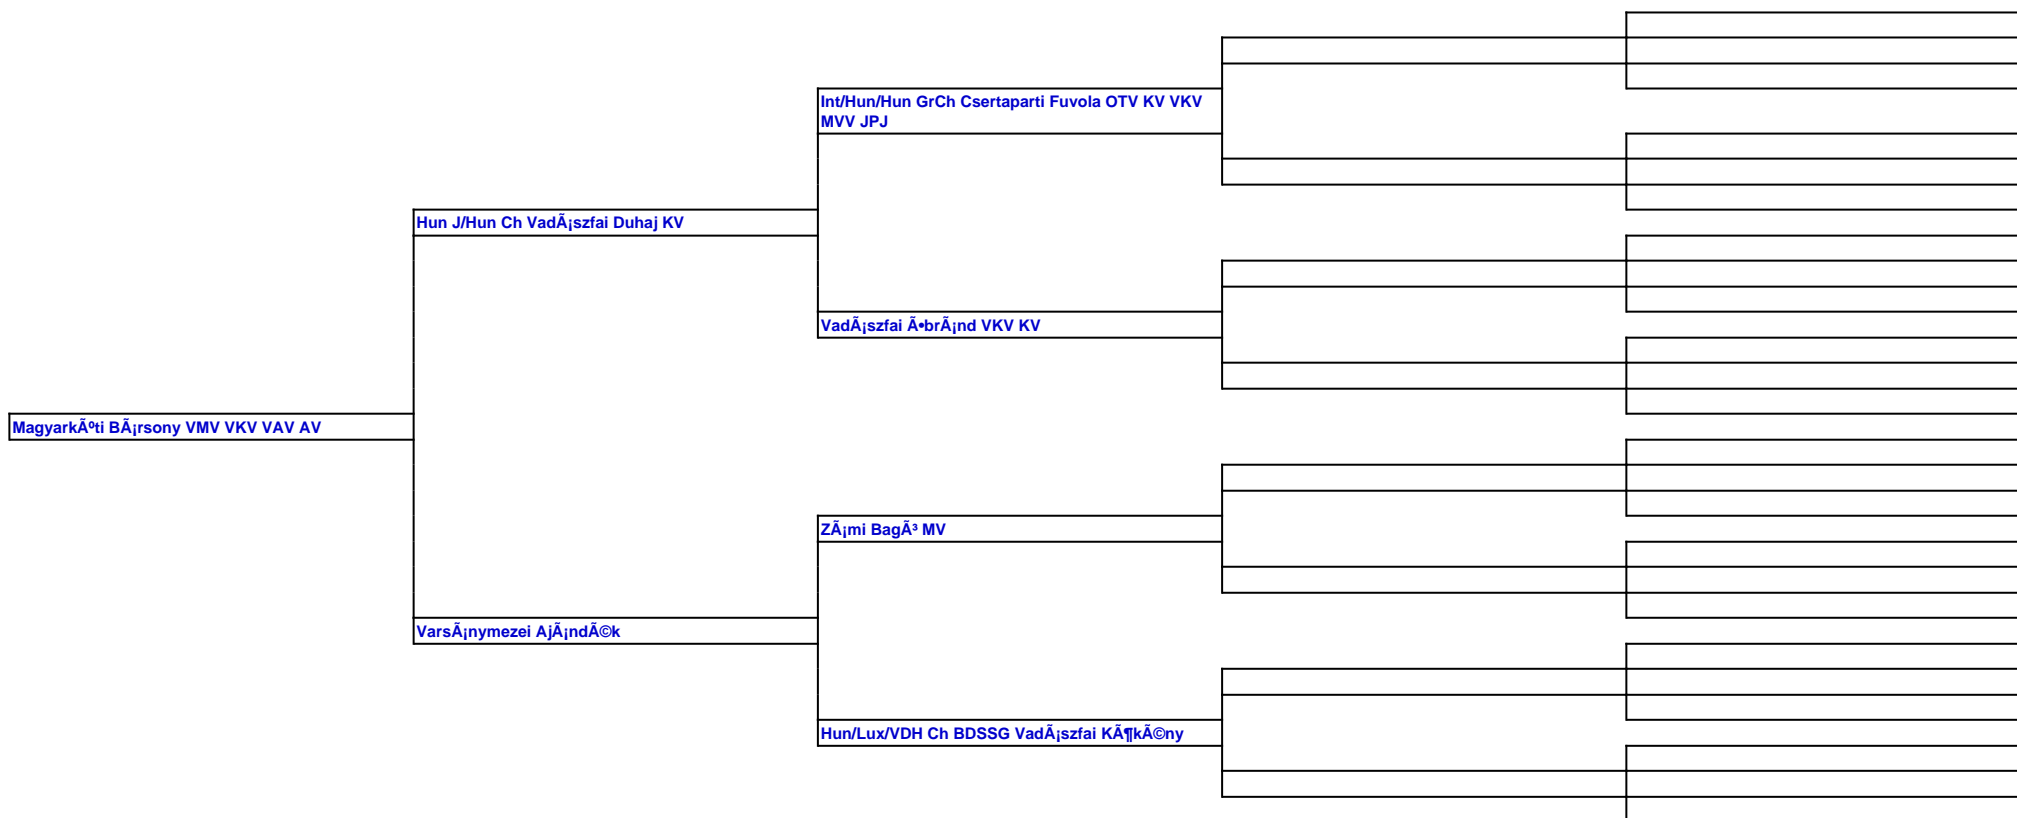 Int/Hun/Hun GrCh Csertaparti Fuvola OTV KV VKV
MVV JPJ
Hun J/Hun Ch VadÃ¡szfai Duhaj KV
VadÃ¡szfai Ã•brÃ¡nd VKV KV
MagyarkÃºti BÃ¡rsony VMV VKV VAV AV
ZÃ¡mi BagÃ³ MV
VarsÃ¡nymezei AjÃ¡ndÃ©k
Hun/Lux/VDH Ch BDSSG VadÃ¡szfai KÃ¶kÃ©ny